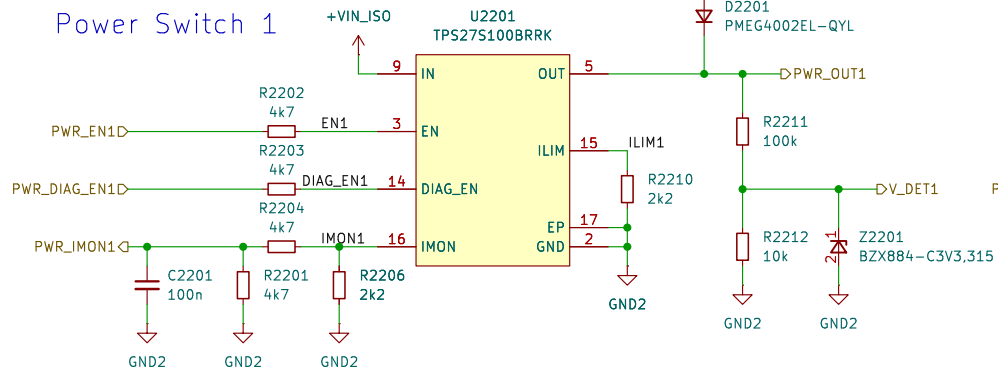 D2201
PMEG4002EL-QYL
Power Switch 1
+VIN_ISO
U2201
TPS27S100BRRK
9 IN
OUT 5
PWR_OUT1
R2202
4k7
PWR_EN1
EN1
3 EN
R2211
100k
R2203
4k7
ILIM 15
ILIM1
PWR_DIAG_EN1
DIAG_EN1
14 DIAG_EN
R2210
2k2
V_DET1
P
R2204
4k7
EP 17
PWR_IMON1
IMON1
16 IMON
GND 2
R2212
10k
1
2
Z2201
BZX884-C3V3,315
C2201
100n
R2201
4k7
R2206
2k2
GND2
GND2
GND2
GND2
GND2
GND2